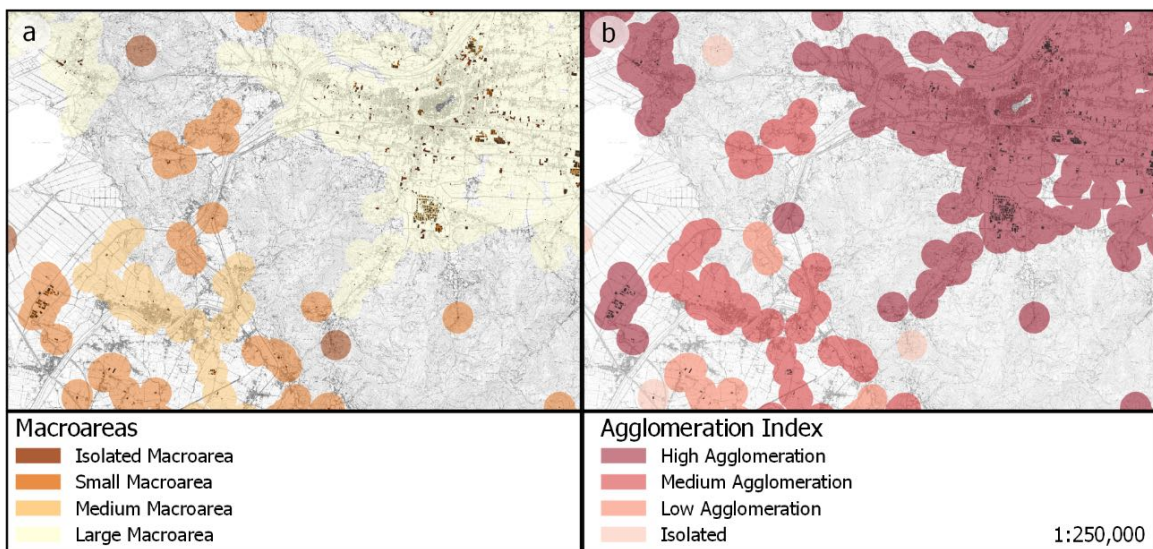 a
b
Macroareas
Isolated Macroarea
Small Macroarea
Medium Macroarea
Large Macroarea
Agglomeration Index
High Agglomeration
Medium Agglomeration
Low Agglomeration
Isolated
1:250,000